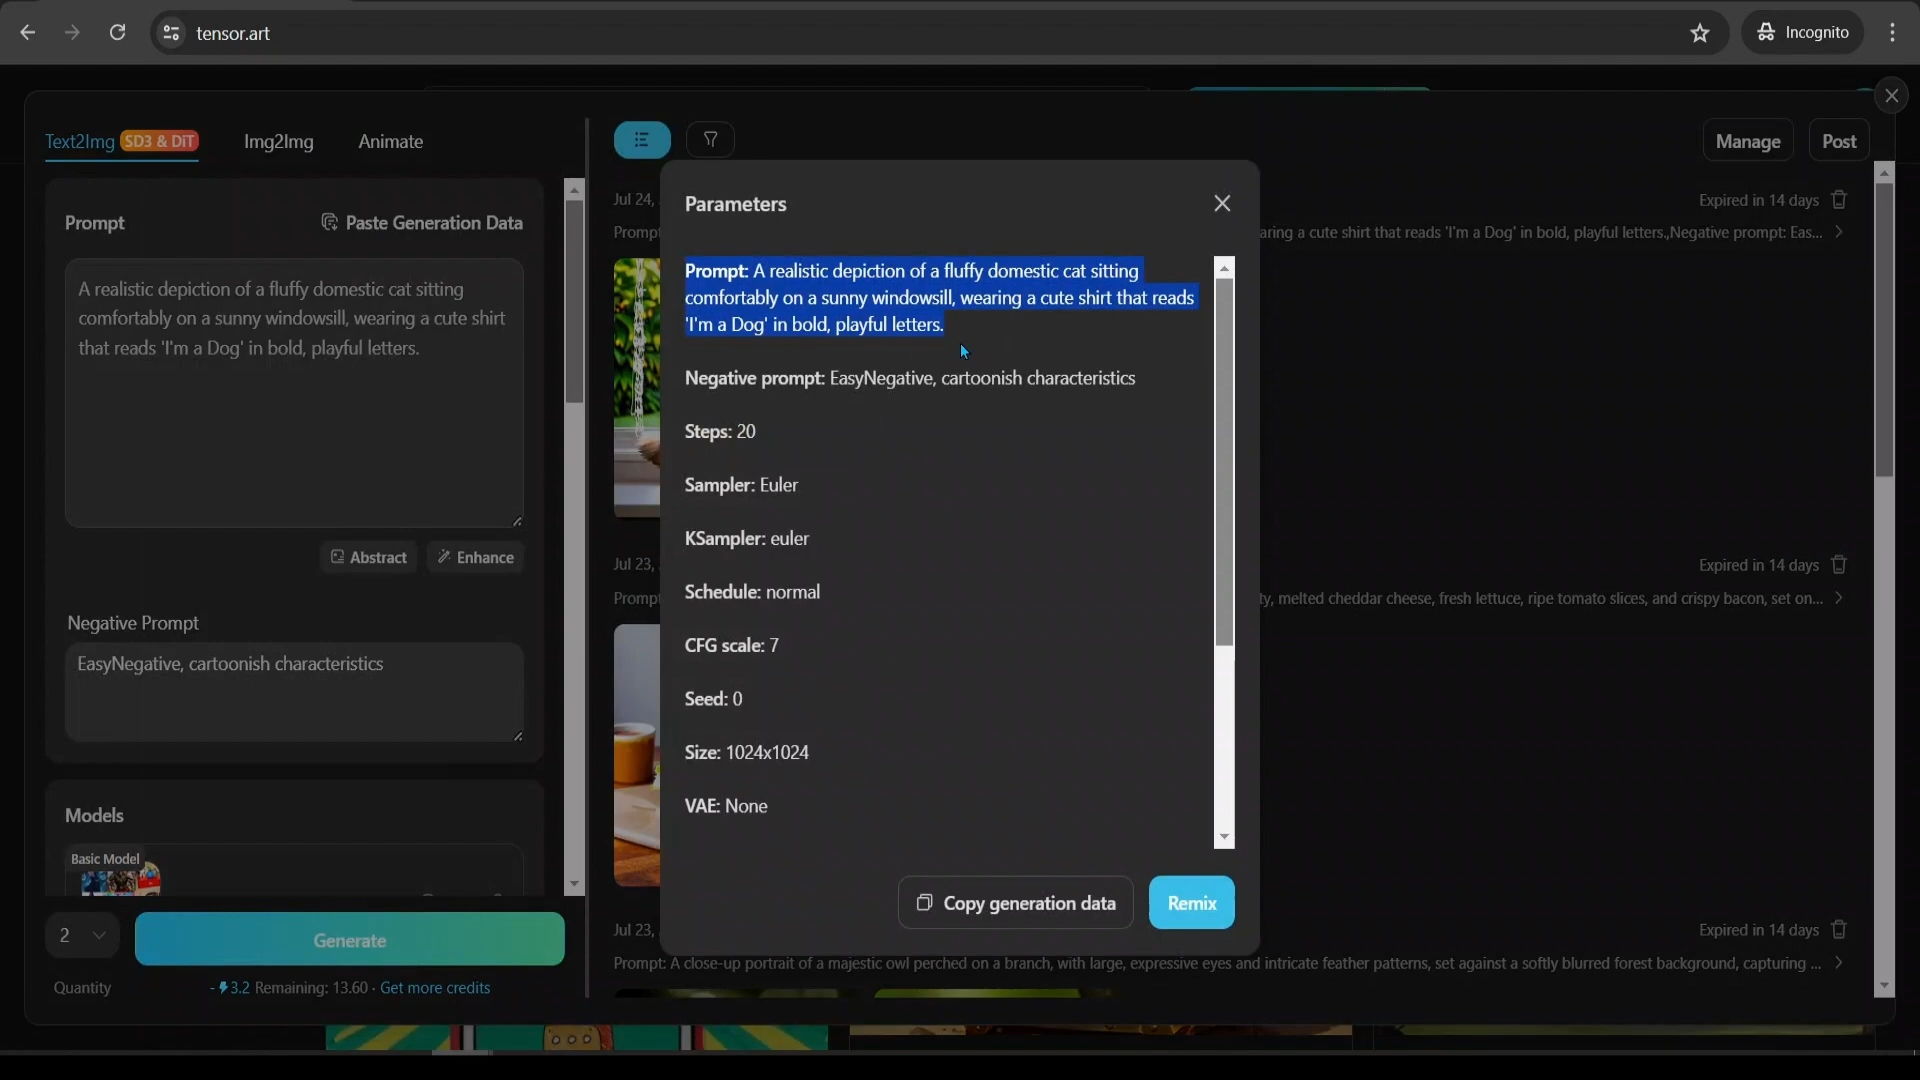 tensor.art
Incognito
Text2Img SD3 & DiT Img2Img Animate
Manage Post
Prompt Paste Generation Data
A realistic depiction of a fluffy domestic cat sitting
comfortably on a sunny windowsill, wearing a cute shirt
that reads 'I'm a Dog' in bold, playful letters.
Abstract Enhance
Negative Prompt
EasyNegative, cartoonish characteristics
Models
Basic Model
2 Generate
Quantity - 3.2 Remaining: 13.60 · Get more credits
Jul 24, Expired in 14 days
Prompt aring a cute shirt that reads 'I'm a Dog' in bold, playful letters.,Negative prompt: Eas...
Parameters
Prompt: A realistic depiction of a fluffy domestic cat sitting
comfortably on a sunny windowsill, wearing a cute shirt that reads
'I'm a Dog' in bold, playful letters.
Negative prompt: EasyNegative, cartoonish characteristics
Steps: 20
Sampler: Euler
KSampler: euler
Schedule: normal
CFG scale: 7
Seed: 0
Size: 1024x1024
VAE: None
Copy generation data Remix
Jul 23, Expired in 14 days
Prompt ty, melted cheddar cheese, fresh lettuce, ripe tomato slices, and crispy bacon, set on...
Jul 23, Expired in 14 days
Prompt: A close-up portrait of a majestic owl perched on a branch, with large, expressive eyes and intricate feather patterns, set against a softly blurred forest background, capturing ...